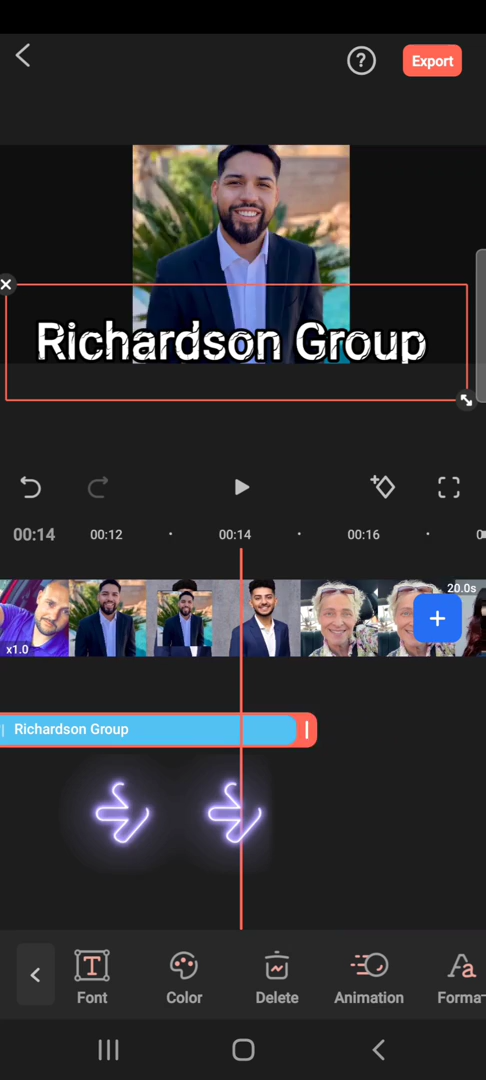 Export
Richardson Group
00:14 00:12 00:14 00:16
20.0s
x1.0
Richardson Group
Font Color Delete Animation